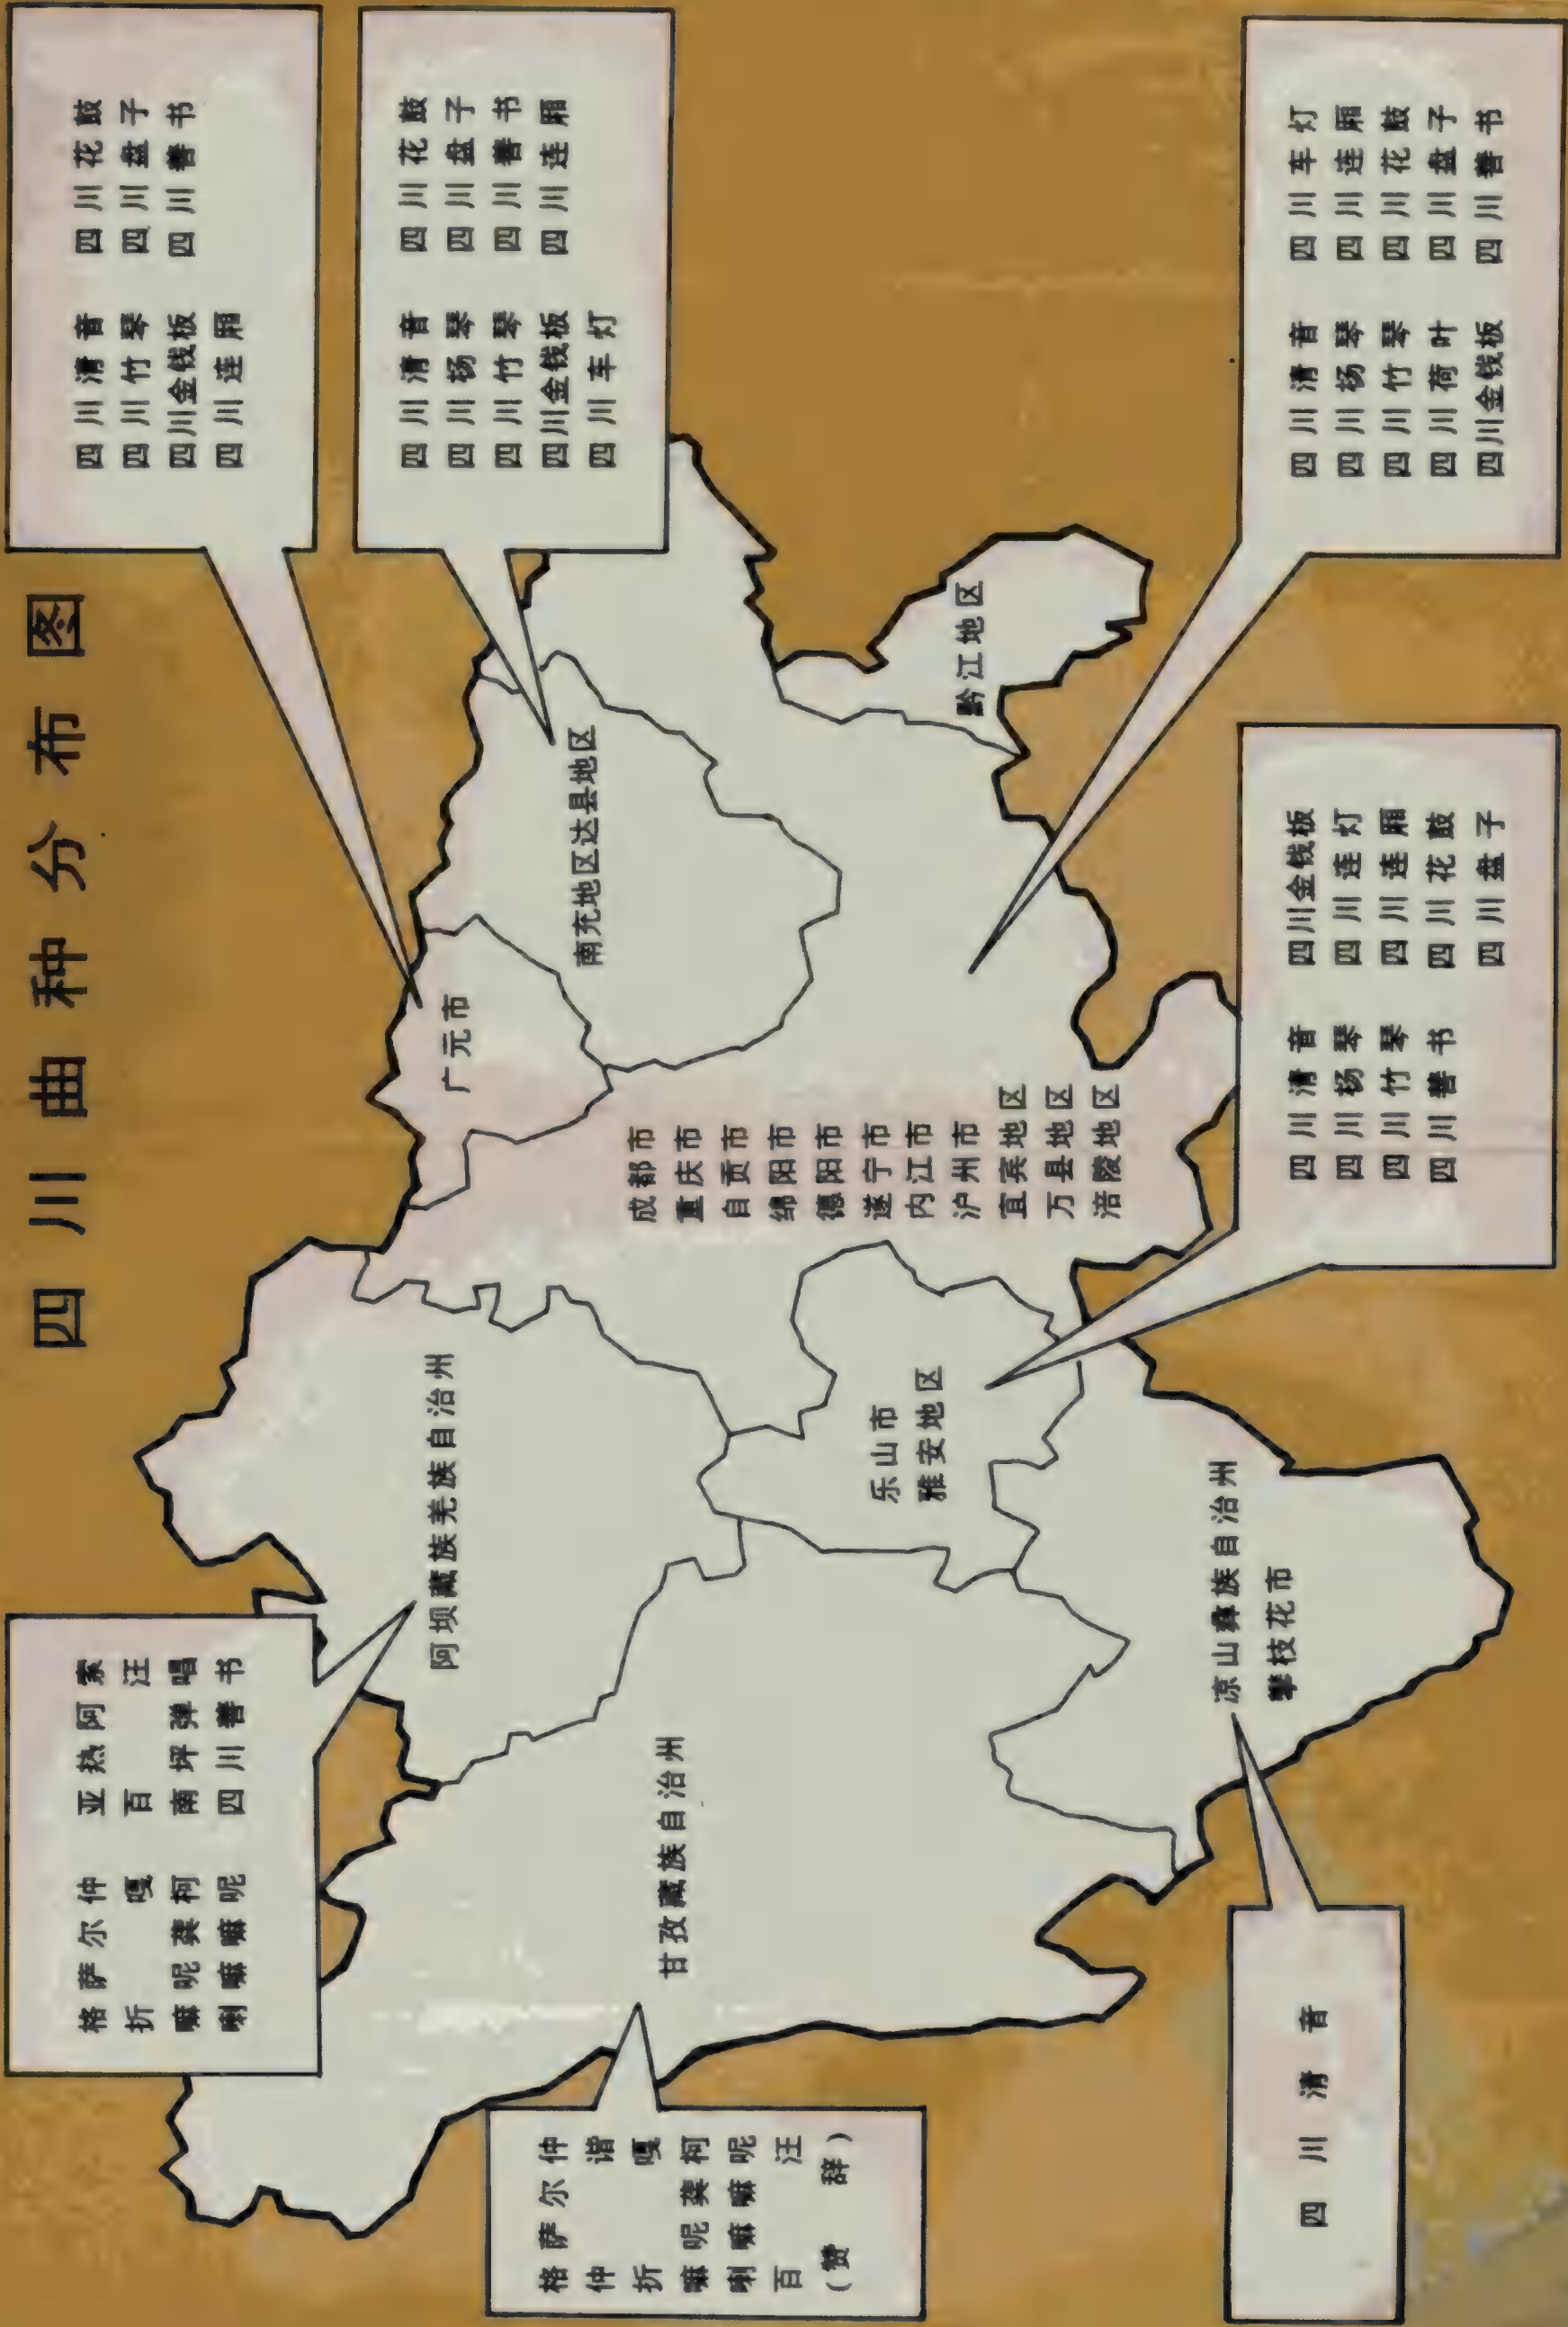 四川曲种分布图
格萨尔仲 亚热阿索
折嘎 百汪
嘛呢龚柯 南坪弹唱
喇嘛嘛呢 四川善书
四川清音 四川花鼓
四川竹琴 四川盘子
四川金钱板 四川善书
四川连厢
四川清音 四川花鼓
四川杨琴 四川盘子
四川竹琴 四川善书
四川金钱板 四川连厢
四川车灯
阿坝藏族羌族自治州
广元市
南充地区达县地区
格萨尔仲
仲谐
折嘎
嘛呢龚柯
喇嘛嘛呢
百汪
(赞辞)
甘孜藏族自治州
成都市
重庆市
自贡市
绵阳市
德阳市
遂宁市
内江市
泸州市
宜宾地区
万县地区
涪陵地区
乐山市
雅安地区
黔江地区
凉山彝族自治州
攀枝花市
四川清音
四川清音 四川金钱板
四川杨琴 四川连灯
四川竹琴 四川连厢
四川善书 四川花鼓
四川盘子
四川清音 四川车灯
四川杨琴 四川连厢
四川竹琴 四川花鼓
四川荷叶 四川盘子
四川金钱板 四川善书